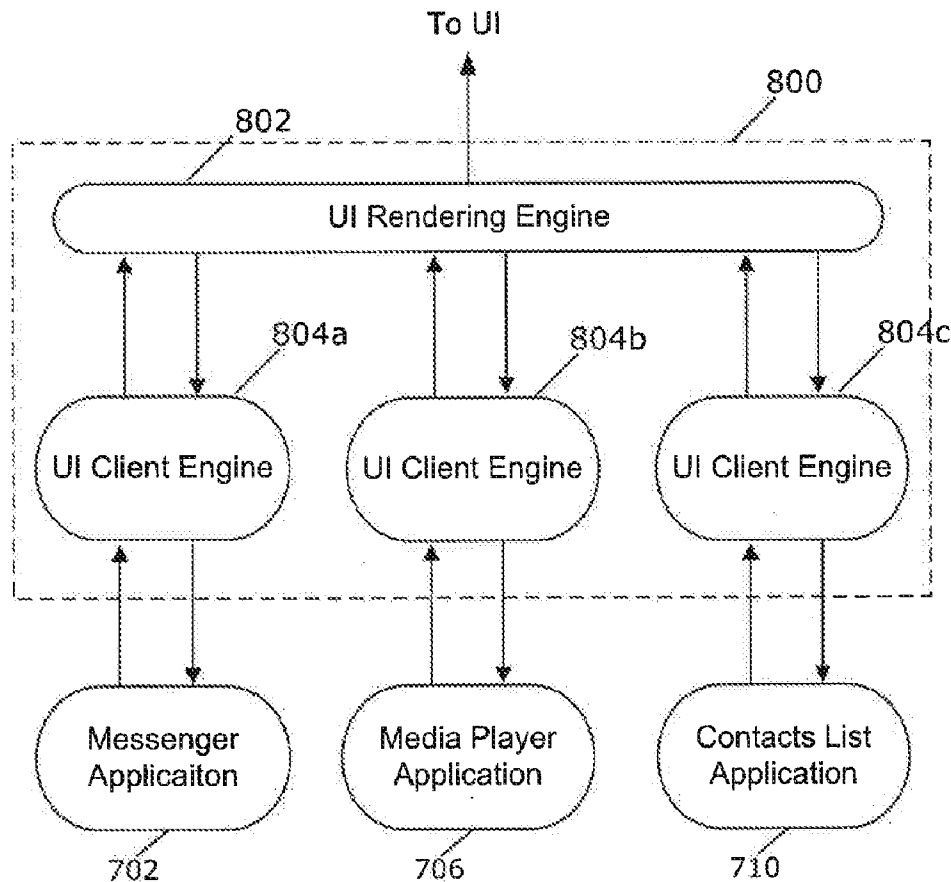 To UI
800
802
UI Rendering Engine
804a
804b
804c
UI Client Engine
UI Client Engine
UI Client Engine
Messenger
Applicaiton
Media Player
Application
Contacts List
Application
702
706
710